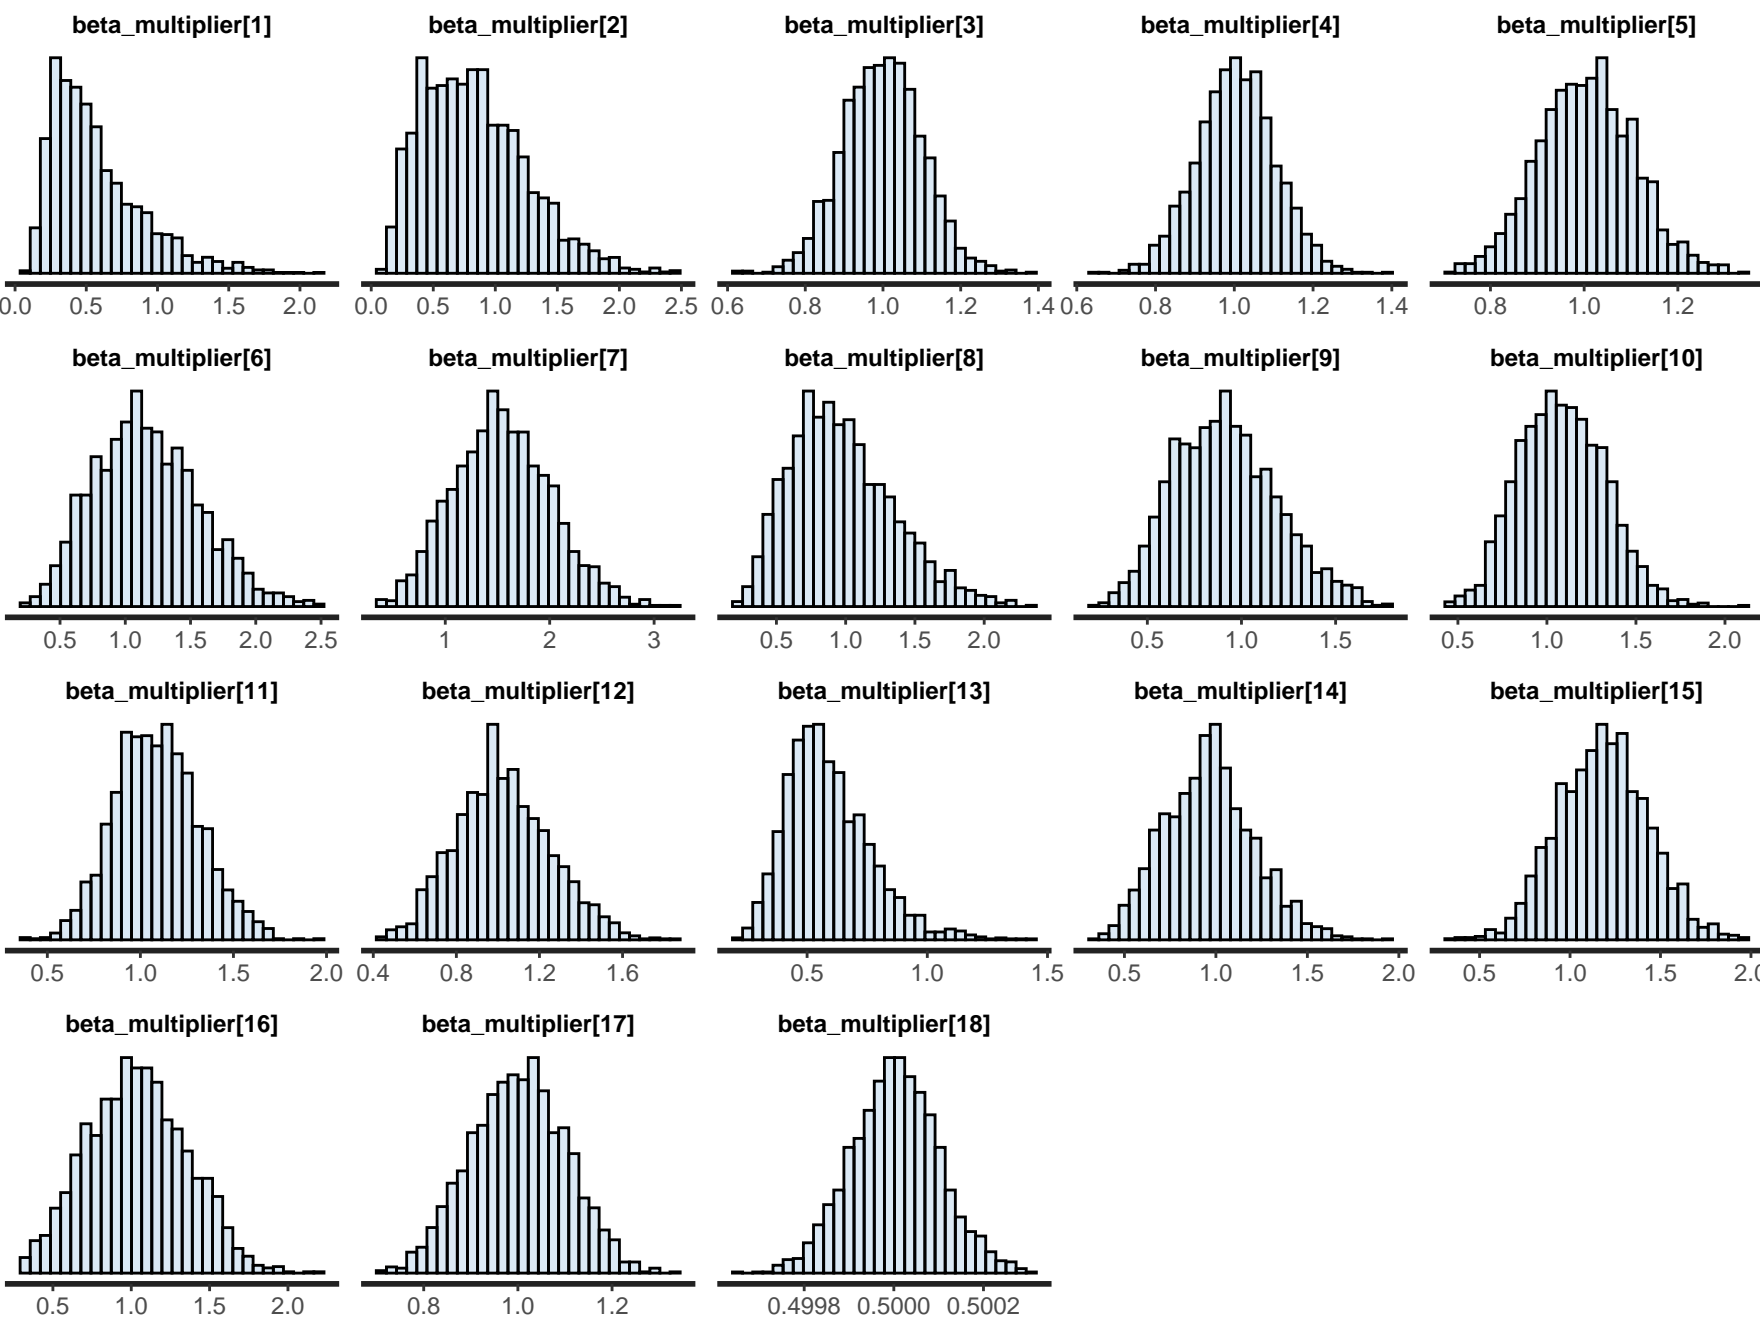 beta_multiplier[1] beta_multiplier[2] beta_multiplier[3] beta_multiplier[4] beta_multiplier[5]
0.0 0.5 1.0 1.5 2.0 0.0 0.5 1.0 1.5 2.0 2.5 0.6 0.8 1.0 1.2 1.4 0.6 0.8 1.0 1.2 1.4 0.8 1.0 1.2
beta_multiplier[6] beta_multiplier[7] beta_multiplier[8] beta_multiplier[9] beta_multiplier[10]
0.5 1.0 1.5 2.0 2.5 1 2 3 0.5 1.0 1.5 2.0 0.5 1.0 1.5 0.5 1.0 1.5 2.0
beta_multiplier[11] beta_multiplier[12] beta_multiplier[13] beta_multiplier[14] beta_multiplier[15]
0.5 1.0 1.5 2.0 0.4 0.8 1.2 1.6 0.5 1.0 1.5 0.5 1.0 1.5 2.0 0.5 1.0 1.5 2.0
beta_multiplier[16] beta_multiplier[17] beta_multiplier[18]
0.5 1.0 1.5 2.0 0.8 1.0 1.2 0.4998 0.5000 0.5002